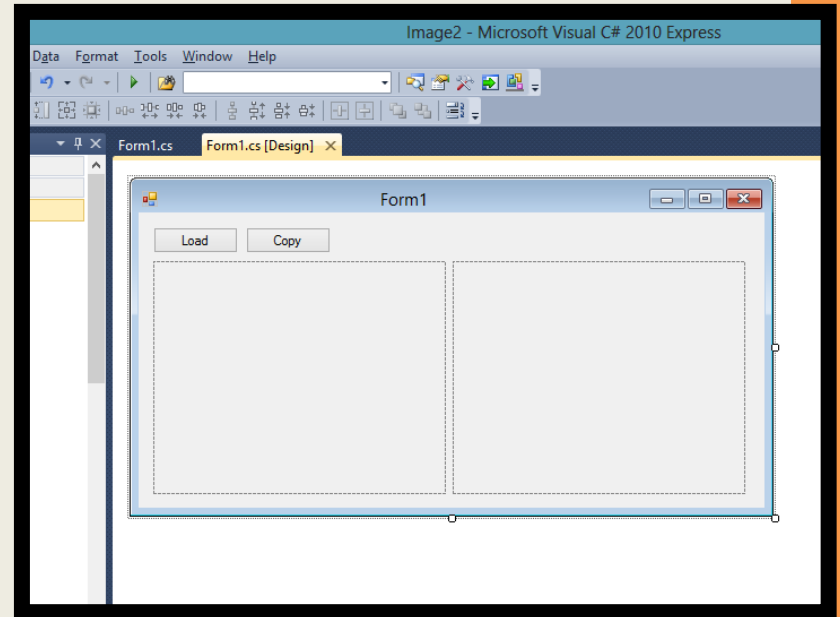 Image2 - Microsoft Visual C# 2010 Express
Data Format Tools Window Help
Form1.cs Form1.cs [Design]
Form1
Load Copy